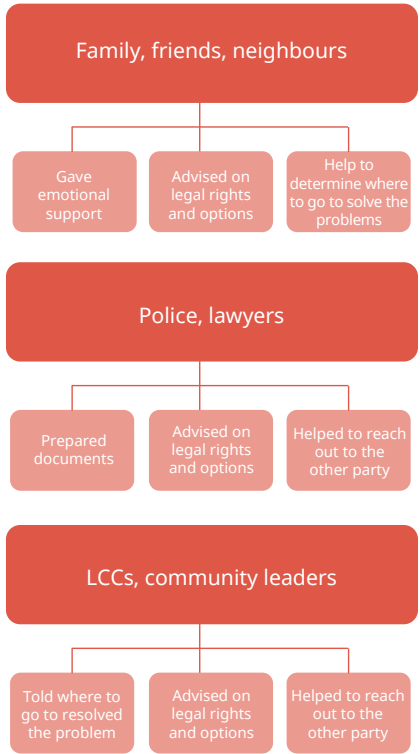 Family, friends, neighbours
Gave
emotional
support
Advised on
legal rights
and options
Help to
determine where
to go to solve the
problems
Police, lawyers
Prepared
documents
Advised on
legal rights
and options
Helped to reach
out to the
other party
LCCs, community leaders
Told where to
go to resolved
the problem
Advised on
legal rights
and options
Helped to reach
out to the
other party